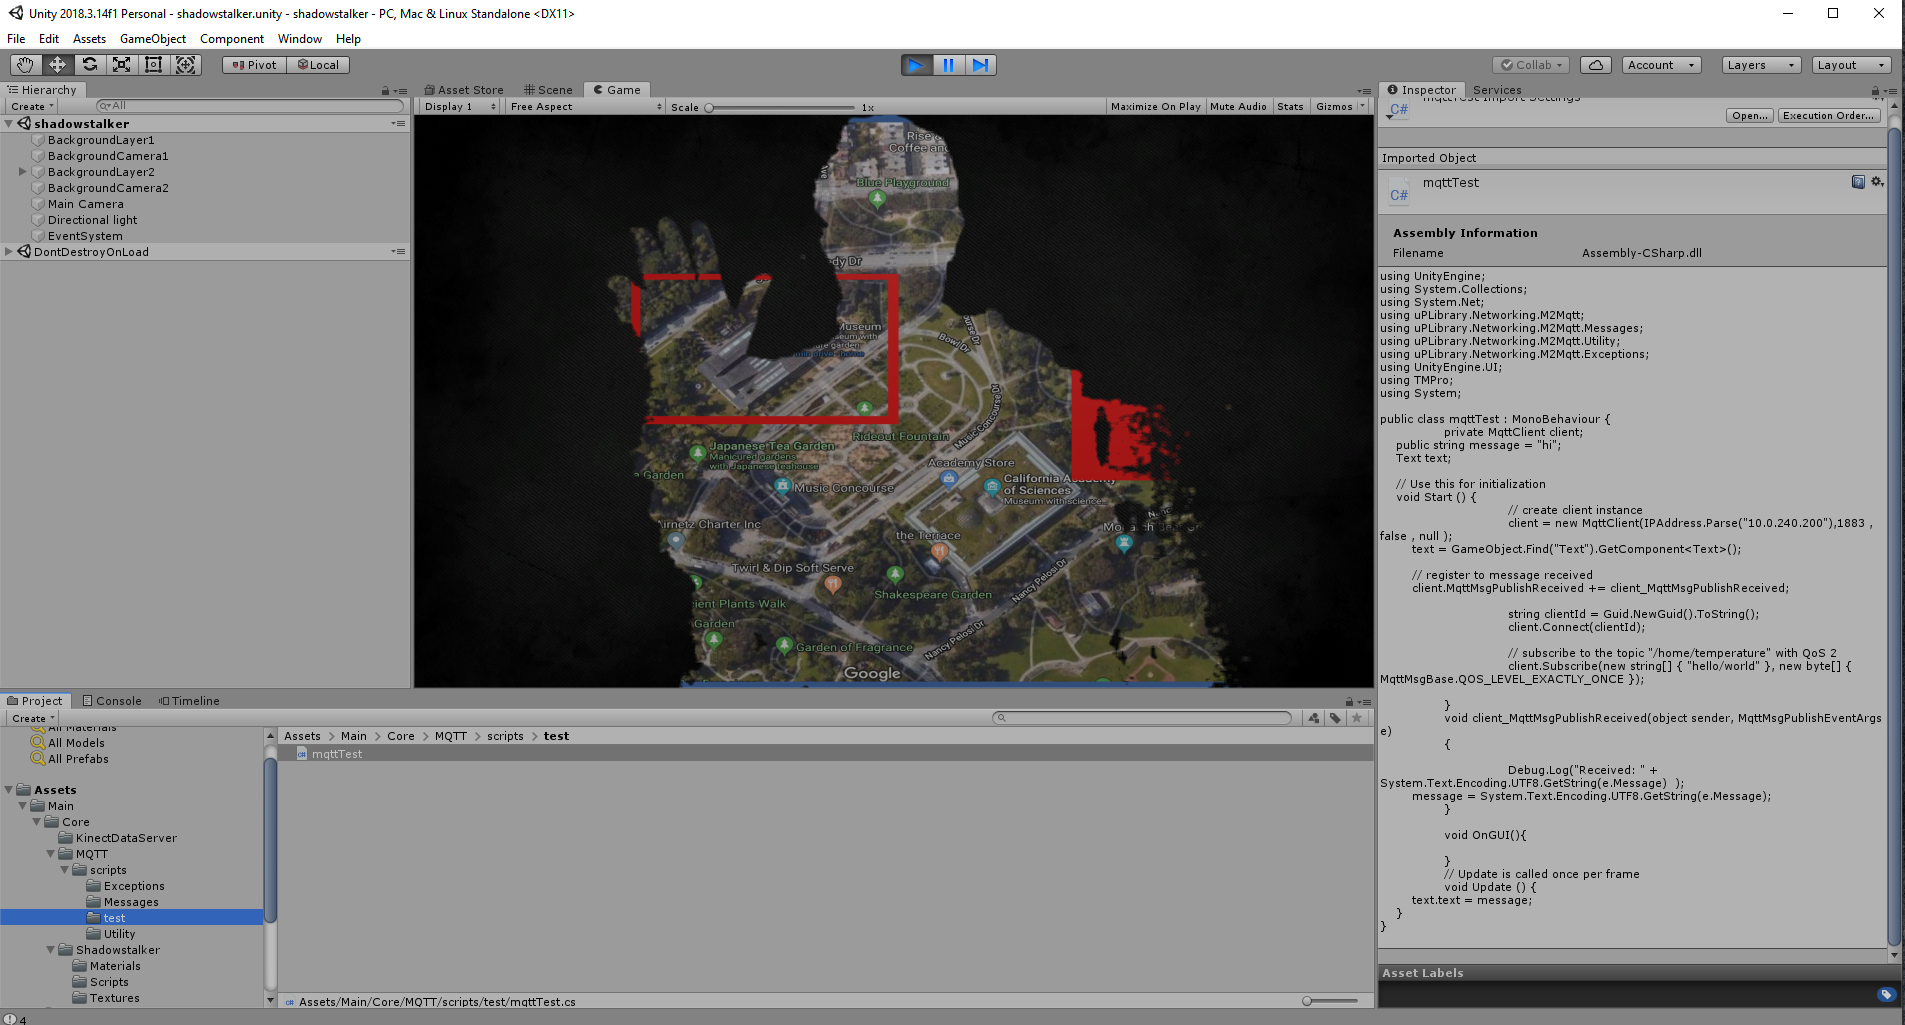 Unity 2018.3.14f1 Personal - shadowstalker.unity - shadowstalker - PC, Mac & Linux Standalone <DX11>
File Edit Assets GameObject Component Window Help
Pivot Local
Collab Account Layers Layout
Hierarchy
Create All
shadowstalker
BackgroundLayer1
BackgroundCamera1
BackgroundLayer2
BackgroundCamera2
Main Camera
Directional light
EventSystem
DontDestroyOnLoad
Asset Store Scene Game
Display 1 Free Aspect Scale 1x Maximize On Play Mute Audio Stats Gizmos
Rise
Coffee and
Blue Playground
dy Dr
Museum
seum with
garden
Bowl Dr
Music Concourse Dr
Rideout Fountain
Japanese Tea Garden
Manicured gardens
with Japanese teahouse
Garden
Music Concourse
Academy Store
California Academy
of Sciences
Museum with science...
Airnetz Charter Inc
the Terrace
Twirl & Dip Soft Serve
Shakespeare Garden
Nancy Pelosi Dr
ient Plants Walk
Garden
Garden of Fragrance
Nancy Pelosi Dr
Google
Inspector Services
mqttTest Import Settings
C#
Open... Execution Order...
Imported Object
C#
mqttTest
Assembly Information
Filename Assembly-CSharp.dll
using UnityEngine;
using System.Collections;
using System.Net;
using uPLibrary.Networking.M2Mqtt;
using uPLibrary.Networking.M2Mqtt.Messages;
using uPLibrary.Networking.M2Mqtt.Utility;
using uPLibrary.Networking.M2Mqtt.Exceptions;
using UnityEngine.UI;
using TMPro;
using System;
public class mqttTest : MonoBehaviour {
private MqttClient client;
public string message = "hi";
Text text;
// Use this for initialization
void Start () {
// create client instance
client = new MqttClient(IPAddress.Parse("10.0.240.200"),1883 ,
false , null );
text = GameObject.Find("Text").GetComponent<Text>();
// register to message received
client.MqttMsgPublishReceived += client_MqttMsgPublishReceived;
string clientId = Guid.NewGuid().ToString();
client.Connect(clientId);
// subscribe to the topic "/home/temperature" with QoS 2
client.Subscribe(new string[] { "hello/world" }, new byte[] {
MqttMsgBase.QOS_LEVEL_EXACTLY_ONCE });
}
void client_MqttMsgPublishReceived(object sender, MqttMsgPublishEventArgs
e)
{
Debug.Log("Received: " +
System.Text.Encoding.UTF8.GetString(e.Message)  );
message = System.Text.Encoding.UTF8.GetString(e.Message);
}
void OnGUI(){
}
// Update is called once per frame
void Update () {
text.text = message;
}
}
Asset Labels
Project Console Timeline
Create
All Materials
All Models
All Prefabs
Assets
Main
Core
KinectDataServer
MQTT
scripts
Exceptions
Messages
test
Utility
Shadowstalker
Materials
Scripts
Textures
Assets > Main > Core > MQTT > scripts > test
mqttTest
Assets/Main/Core/MQTT/scripts/test/mqttTest.cs
4